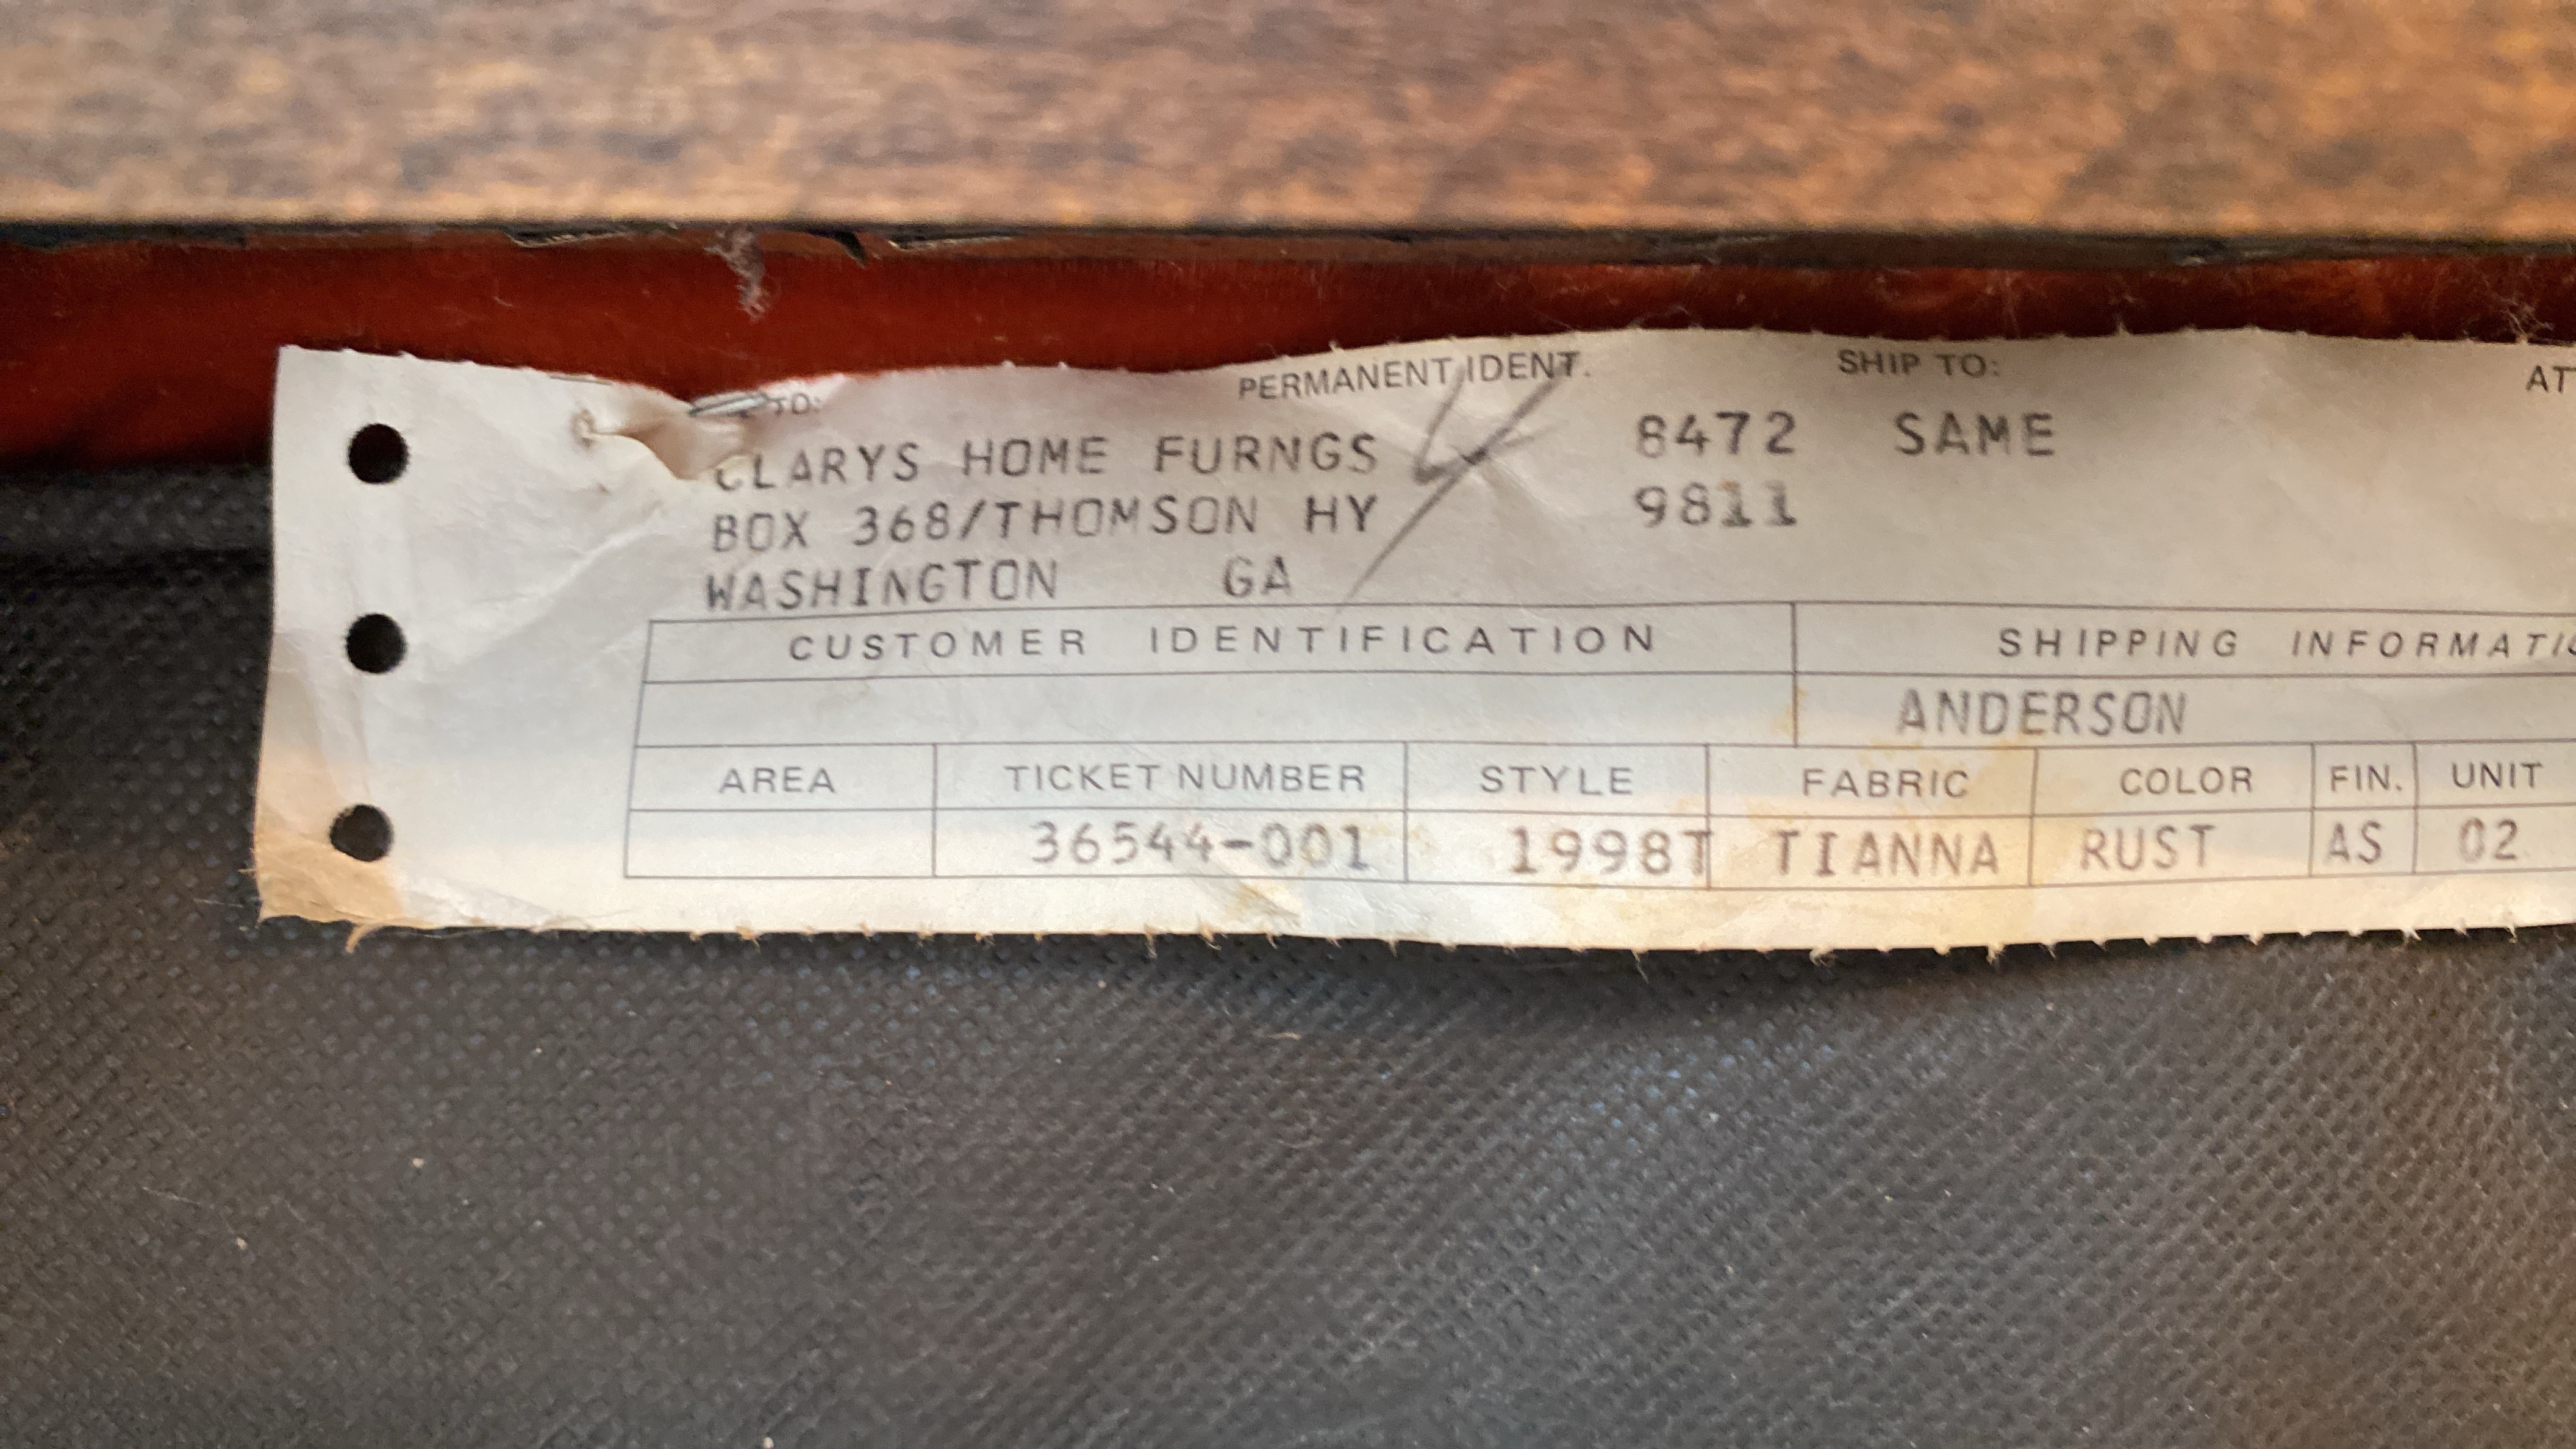 TO: PERMANENT IDENT. SHIP TO:
CLARYS HOME FURNGS 8472 SAME
BOX 368/THOMSON HY 9811
WASHINGTON GA
CUSTOMER IDENTIFICATION SHIPPING
ANDERSON
AREA TICKET NUMBER STYLE FABRIC COLOR FIN. UNIT
36544-001 1998T TIANNA RUST AS 02